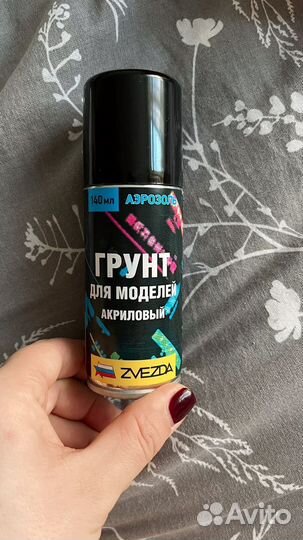 140 мл АЭРОЗОЛЬ
ГРУНТ
ДЛЯ МОДЕЛЕЙ
АКРИЛОВЫЙ
ZVEZDA
Avito